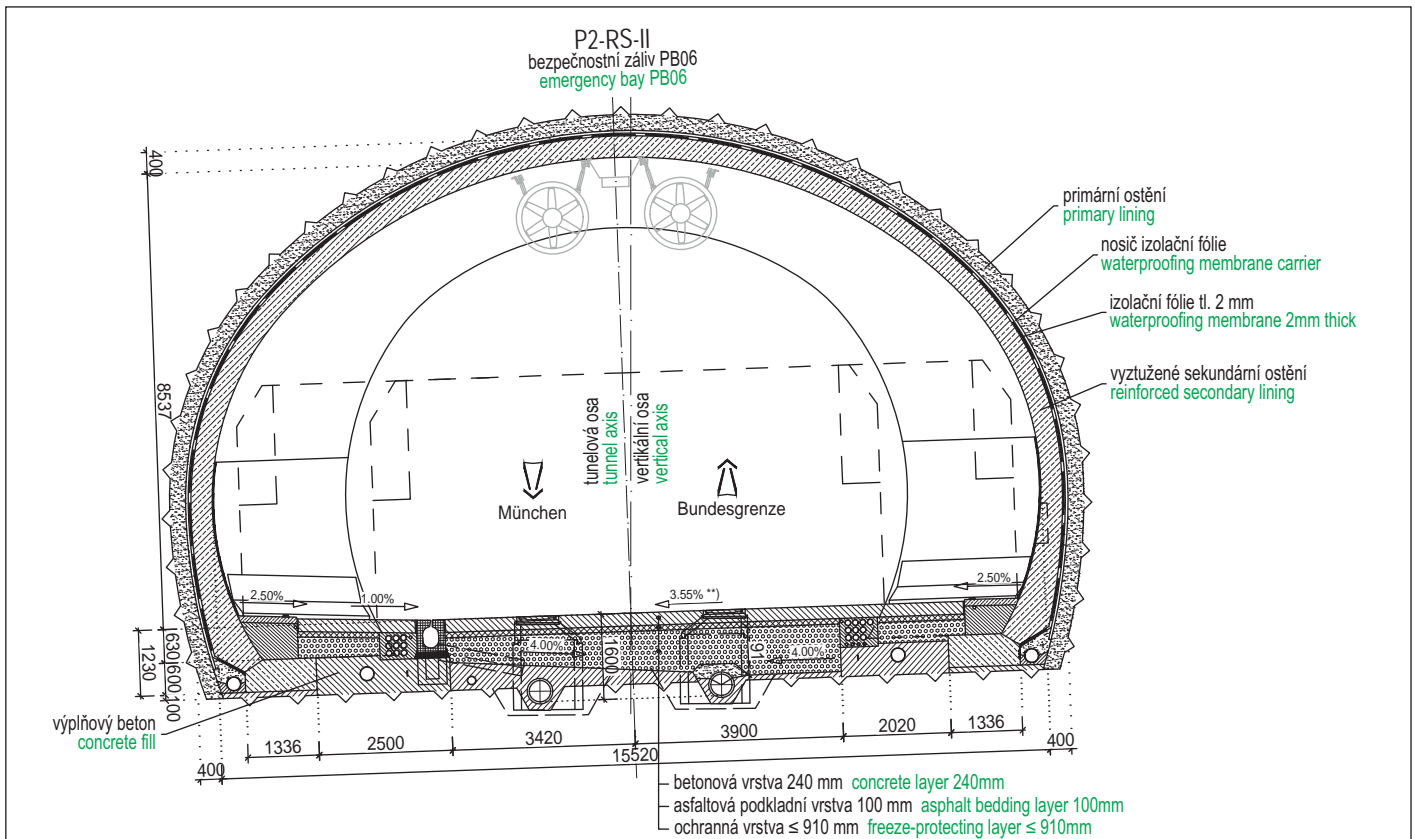 P2-RS-II
bezpečnostní záliv PB06
emergency bay PB06
primární ostění
primary lining
nosič izolační fólie
waterproofing membrane carrier
izolační fólie tl. 2 mm
waterproofing membrane 2mm thick
vyztužené sekundární ostění
reinforced secondary lining
400
8537
630
600
100
1230
tunelová osa
tunnel axis
vertikální osa
vertical axis
München
Bundesgrenze
2.50%
1.00%
3.55% **)
2.50%
4.00%
1600
91
4.00%
výplňový beton
concrete fill
1336
2500
3420
3900
2020
1336
400
15520
400
betonová vrstva 240 mm concrete layer 240mm
asfaltová podkladní vrstva 100 mm asphalt bedding layer 100mm
ochranná vrstva ≤ 910 mm freeze-protecting layer ≤ 910mm